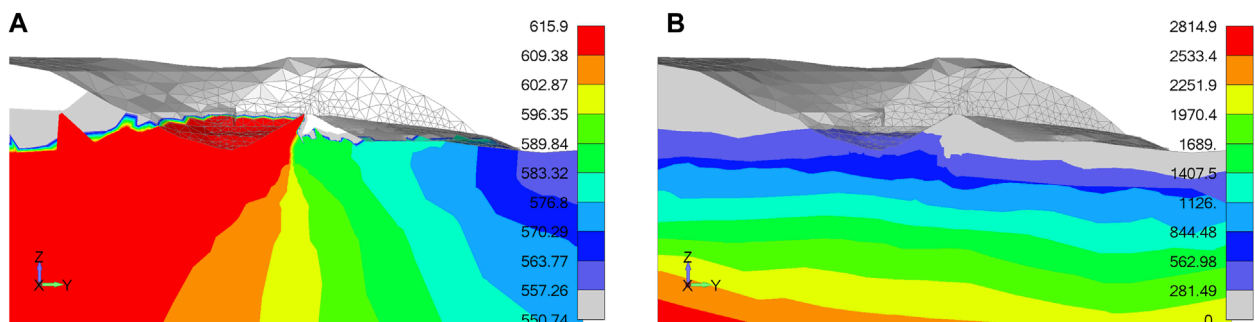 A
615.9
609.38
602.87
596.35
589.84
583.32
576.8
570.29
563.77
557.26
550.74
Z
X
Y
B
2814.9
2533.4
2251.9
1970.4
1689.
1407.5
1126.
844.48
562.98
281.49
0.
Z
X
Y